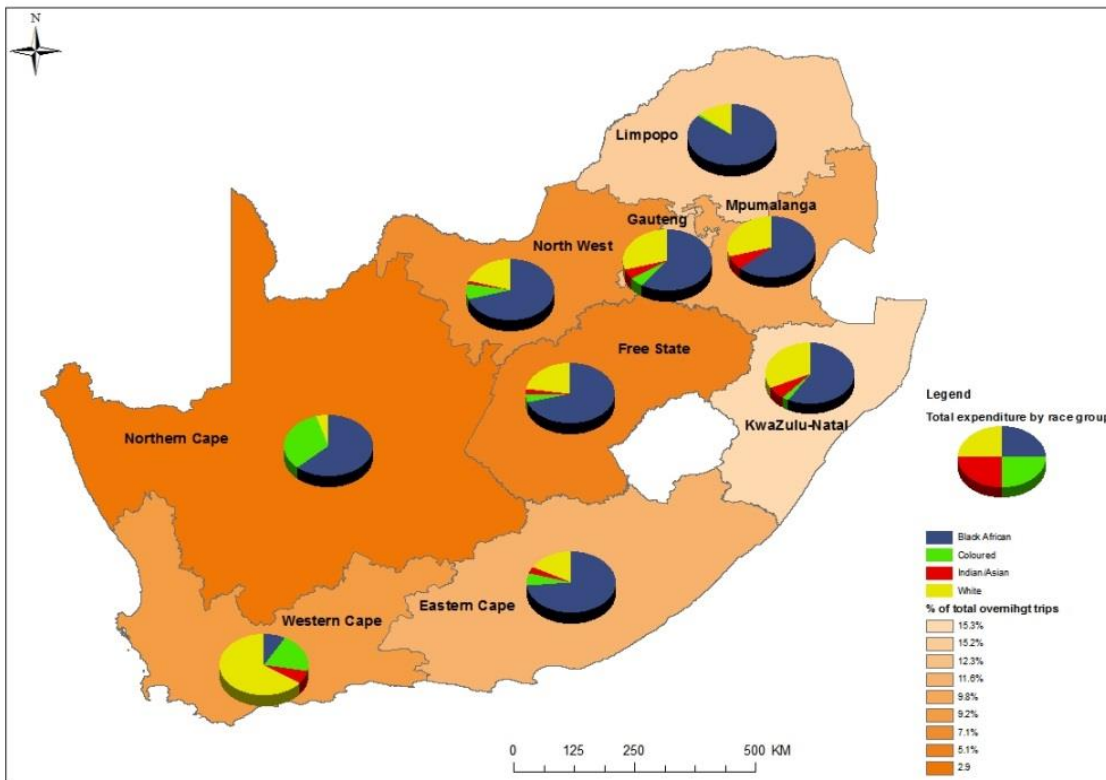 N
Limpopo
Mpumalanga
Gauteng
North West
Free State
KwaZulu-Natal
Northern Cape
Eastern Cape
Western Cape
Legend
Total expenditure by race group
Black African
Coloured
Indian/Asian
White
% of total overnihgt trips
15.3%
15.2%
12.3%
11.6%
9.8%
9.2%
7.1%
5.1%
2.9
0 125 250 500 KM